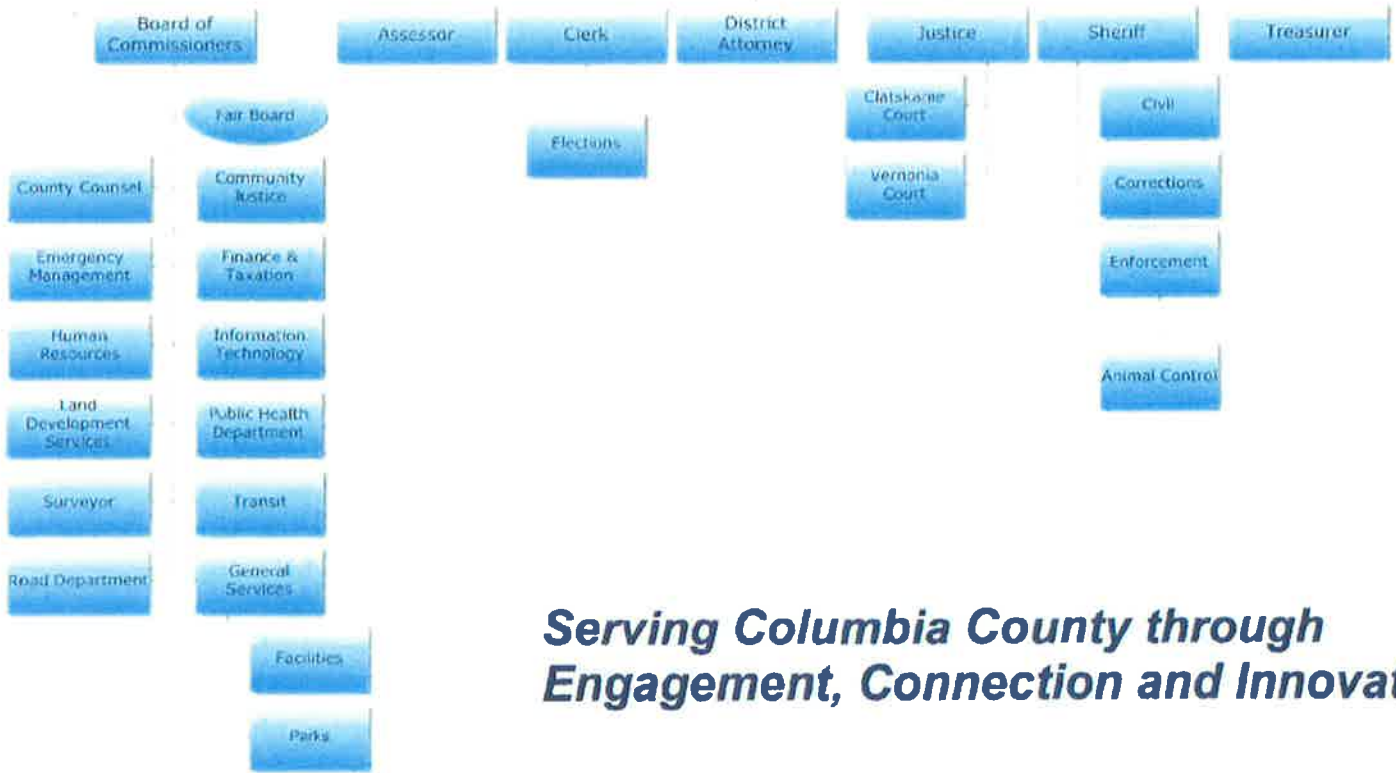 Board of
Commissioners
Assessor
Clerk
District
Attorney
Justice
Sheriff
Treasurer
Fair Board
County Counsel
Community
Justice
Emergency
Management
Finance &
Taxation
Human
Resources
Information
Technology
Land
Development
Services
Public Health
Department
Surveyor
Transit
Road Department
General
Services
Facilities
Parks
Elections
Clatskanie
Court
Vernonia
Court
Civil
Corrections
Enforcement
Animal Control
Serving Columbia County through
Engagement, Connection and Innovat